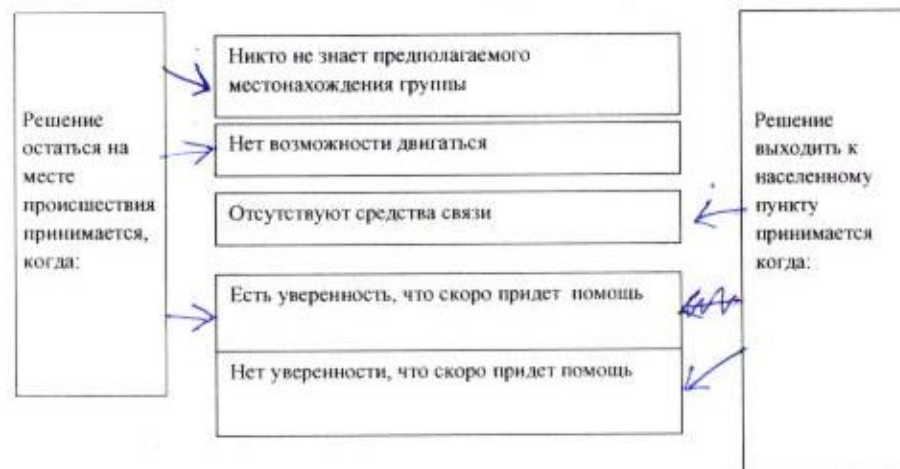 Решение
остаться на
месте
происшествия
принимается,
когда:
Никто не знает предполагаемого
местонахождения группы
Нет возможности двигаться
Отсутствуют средства связи
Есть уверенность, что скоро придет помощь
Нет уверенности, что скоро придет помощь
Решение
выходить к
населенному
пункту
принимается
когда: